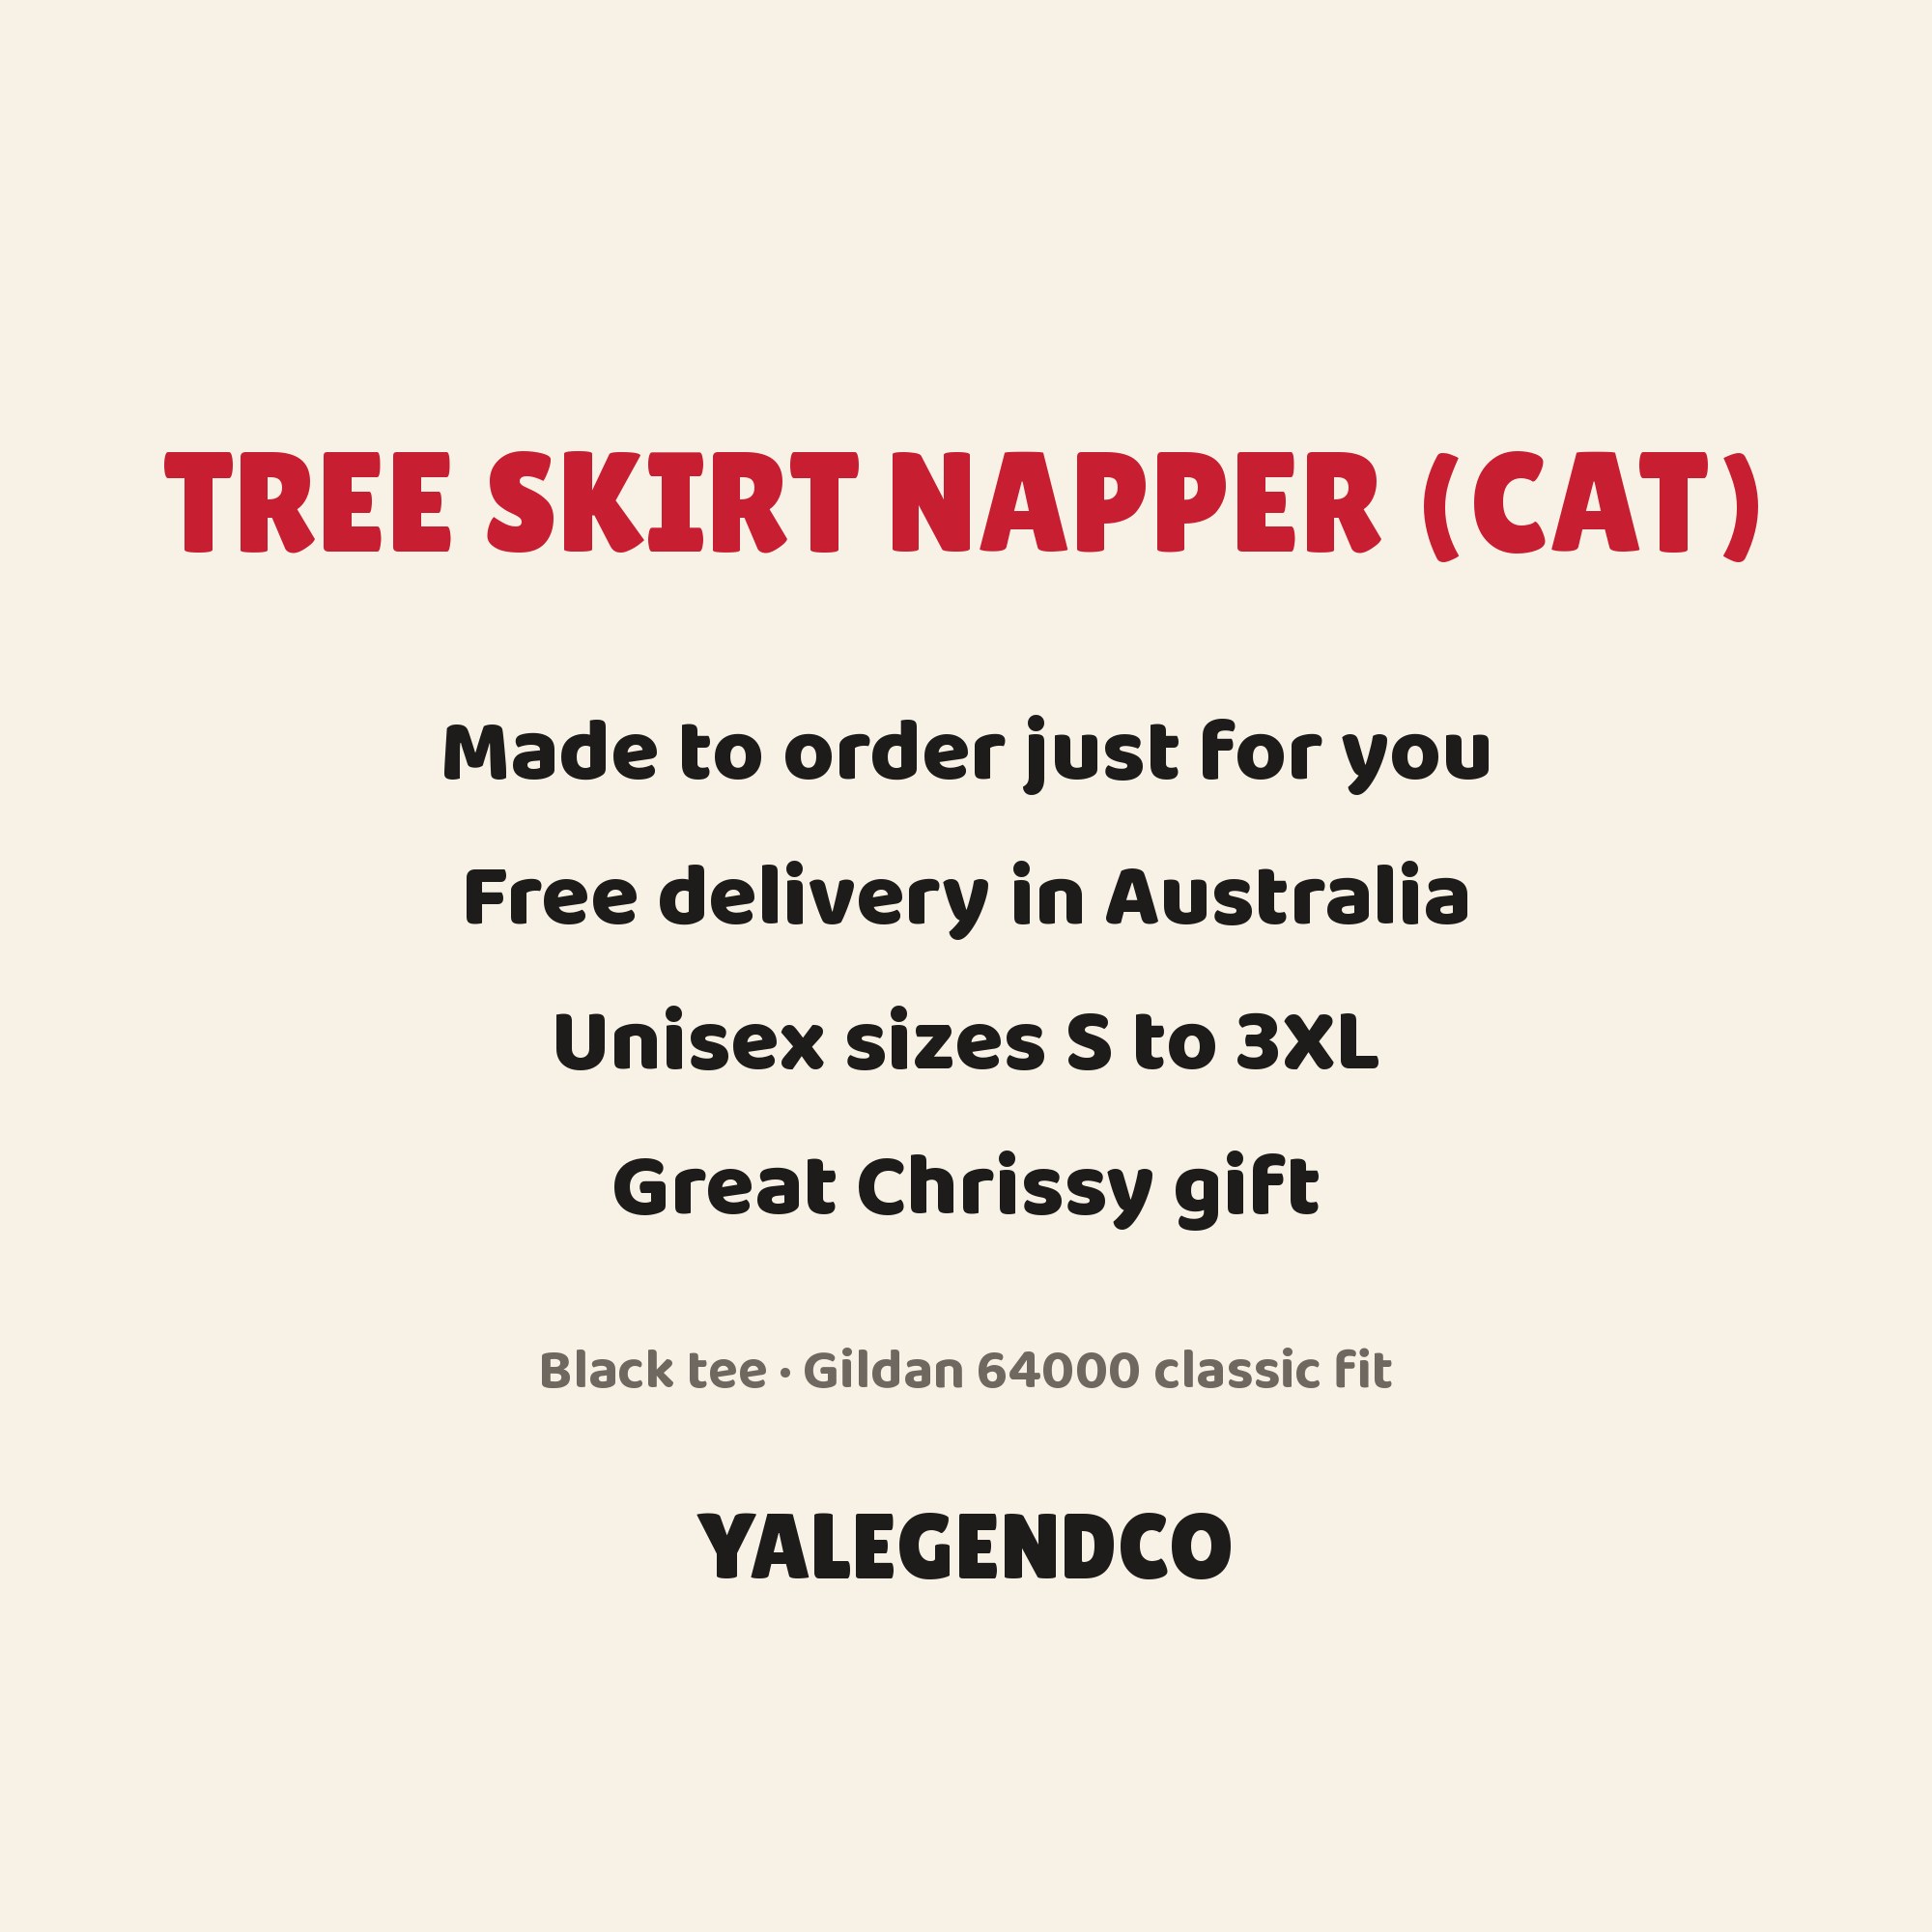 TREE SKIRT NAPPER (CAT)
Made to order just for you
Free delivery in Australia
Unisex sizes S to 3XL
Great Chrissy gift
Black tee · Gildan 64000 classic fit
YALEGENDCO